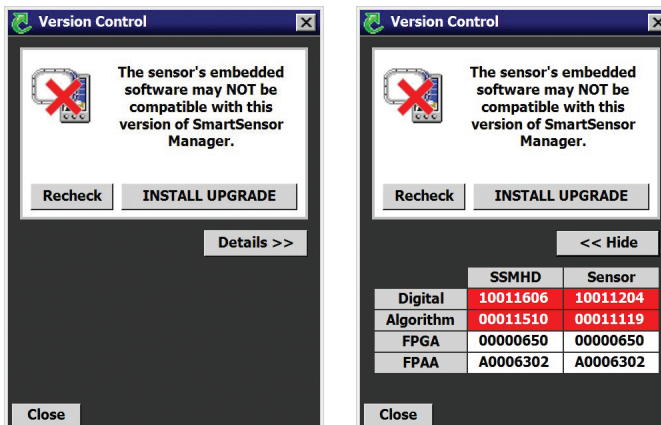 Version Control
The sensor's embedded
software may NOT be
compatible with this
version of SmartSensor
Manager.
Recheck INSTALL UPGRADE
Details >>
Close
Version Control
The sensor's embedded
software may NOT be
compatible with this
version of SmartSensor
Manager.
Recheck INSTALL UPGRADE
<< Hide
SSMHD Sensor
Digital 10011606 10011204
Algorithm 00011510 00011119
FPGA 00000650 00000650
FPAA A0006302 A0006302
Close